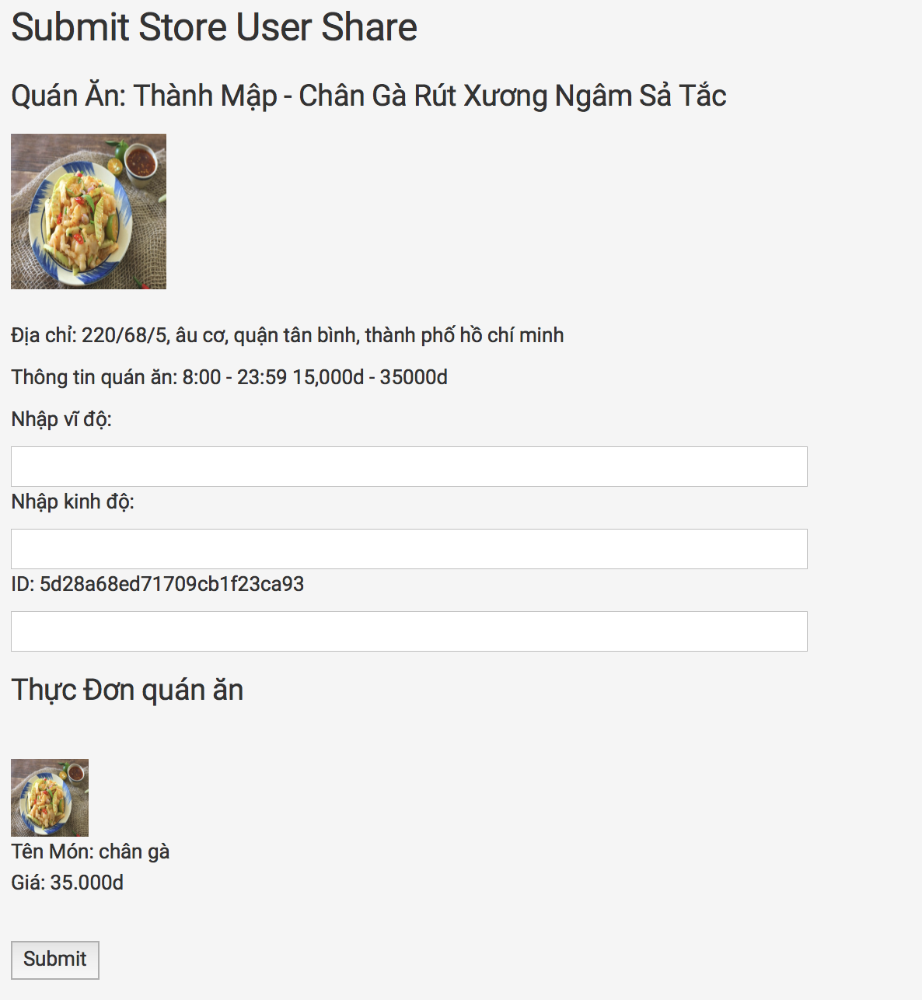 Submit Store User Share
Quán Ăn: Thành Mập - Chân Gà Rút Xương Ngâm Sả Tắc
Địa chỉ: 220/68/5, âu cơ, quận tân bình, thành phố hồ chí minh
Thông tin quán ăn: 8:00 - 23:59 15,000d - 35000d
Nhập vĩ độ:
Nhập kinh độ:
ID: 5d28a68ed71709cb1f23ca93
Thực Đơn quán ăn
Tên Món: chân gà
Giá: 35.000d
Submit